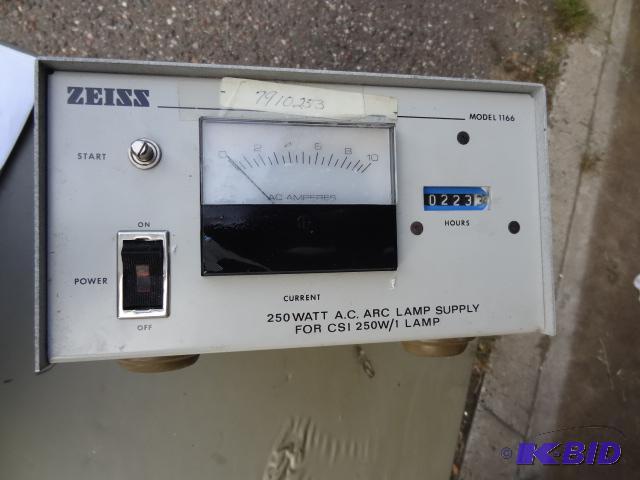 ZEISS
7910253
MODEL 1166
START
0 2 4 6 8 10
AC AMPERES
0223
HOURS
ON
POWER
OFF
CURRENT
250 WATT A.C. ARC LAMP SUPPLY
FOR CSI 250W/1 LAMP
K-BID